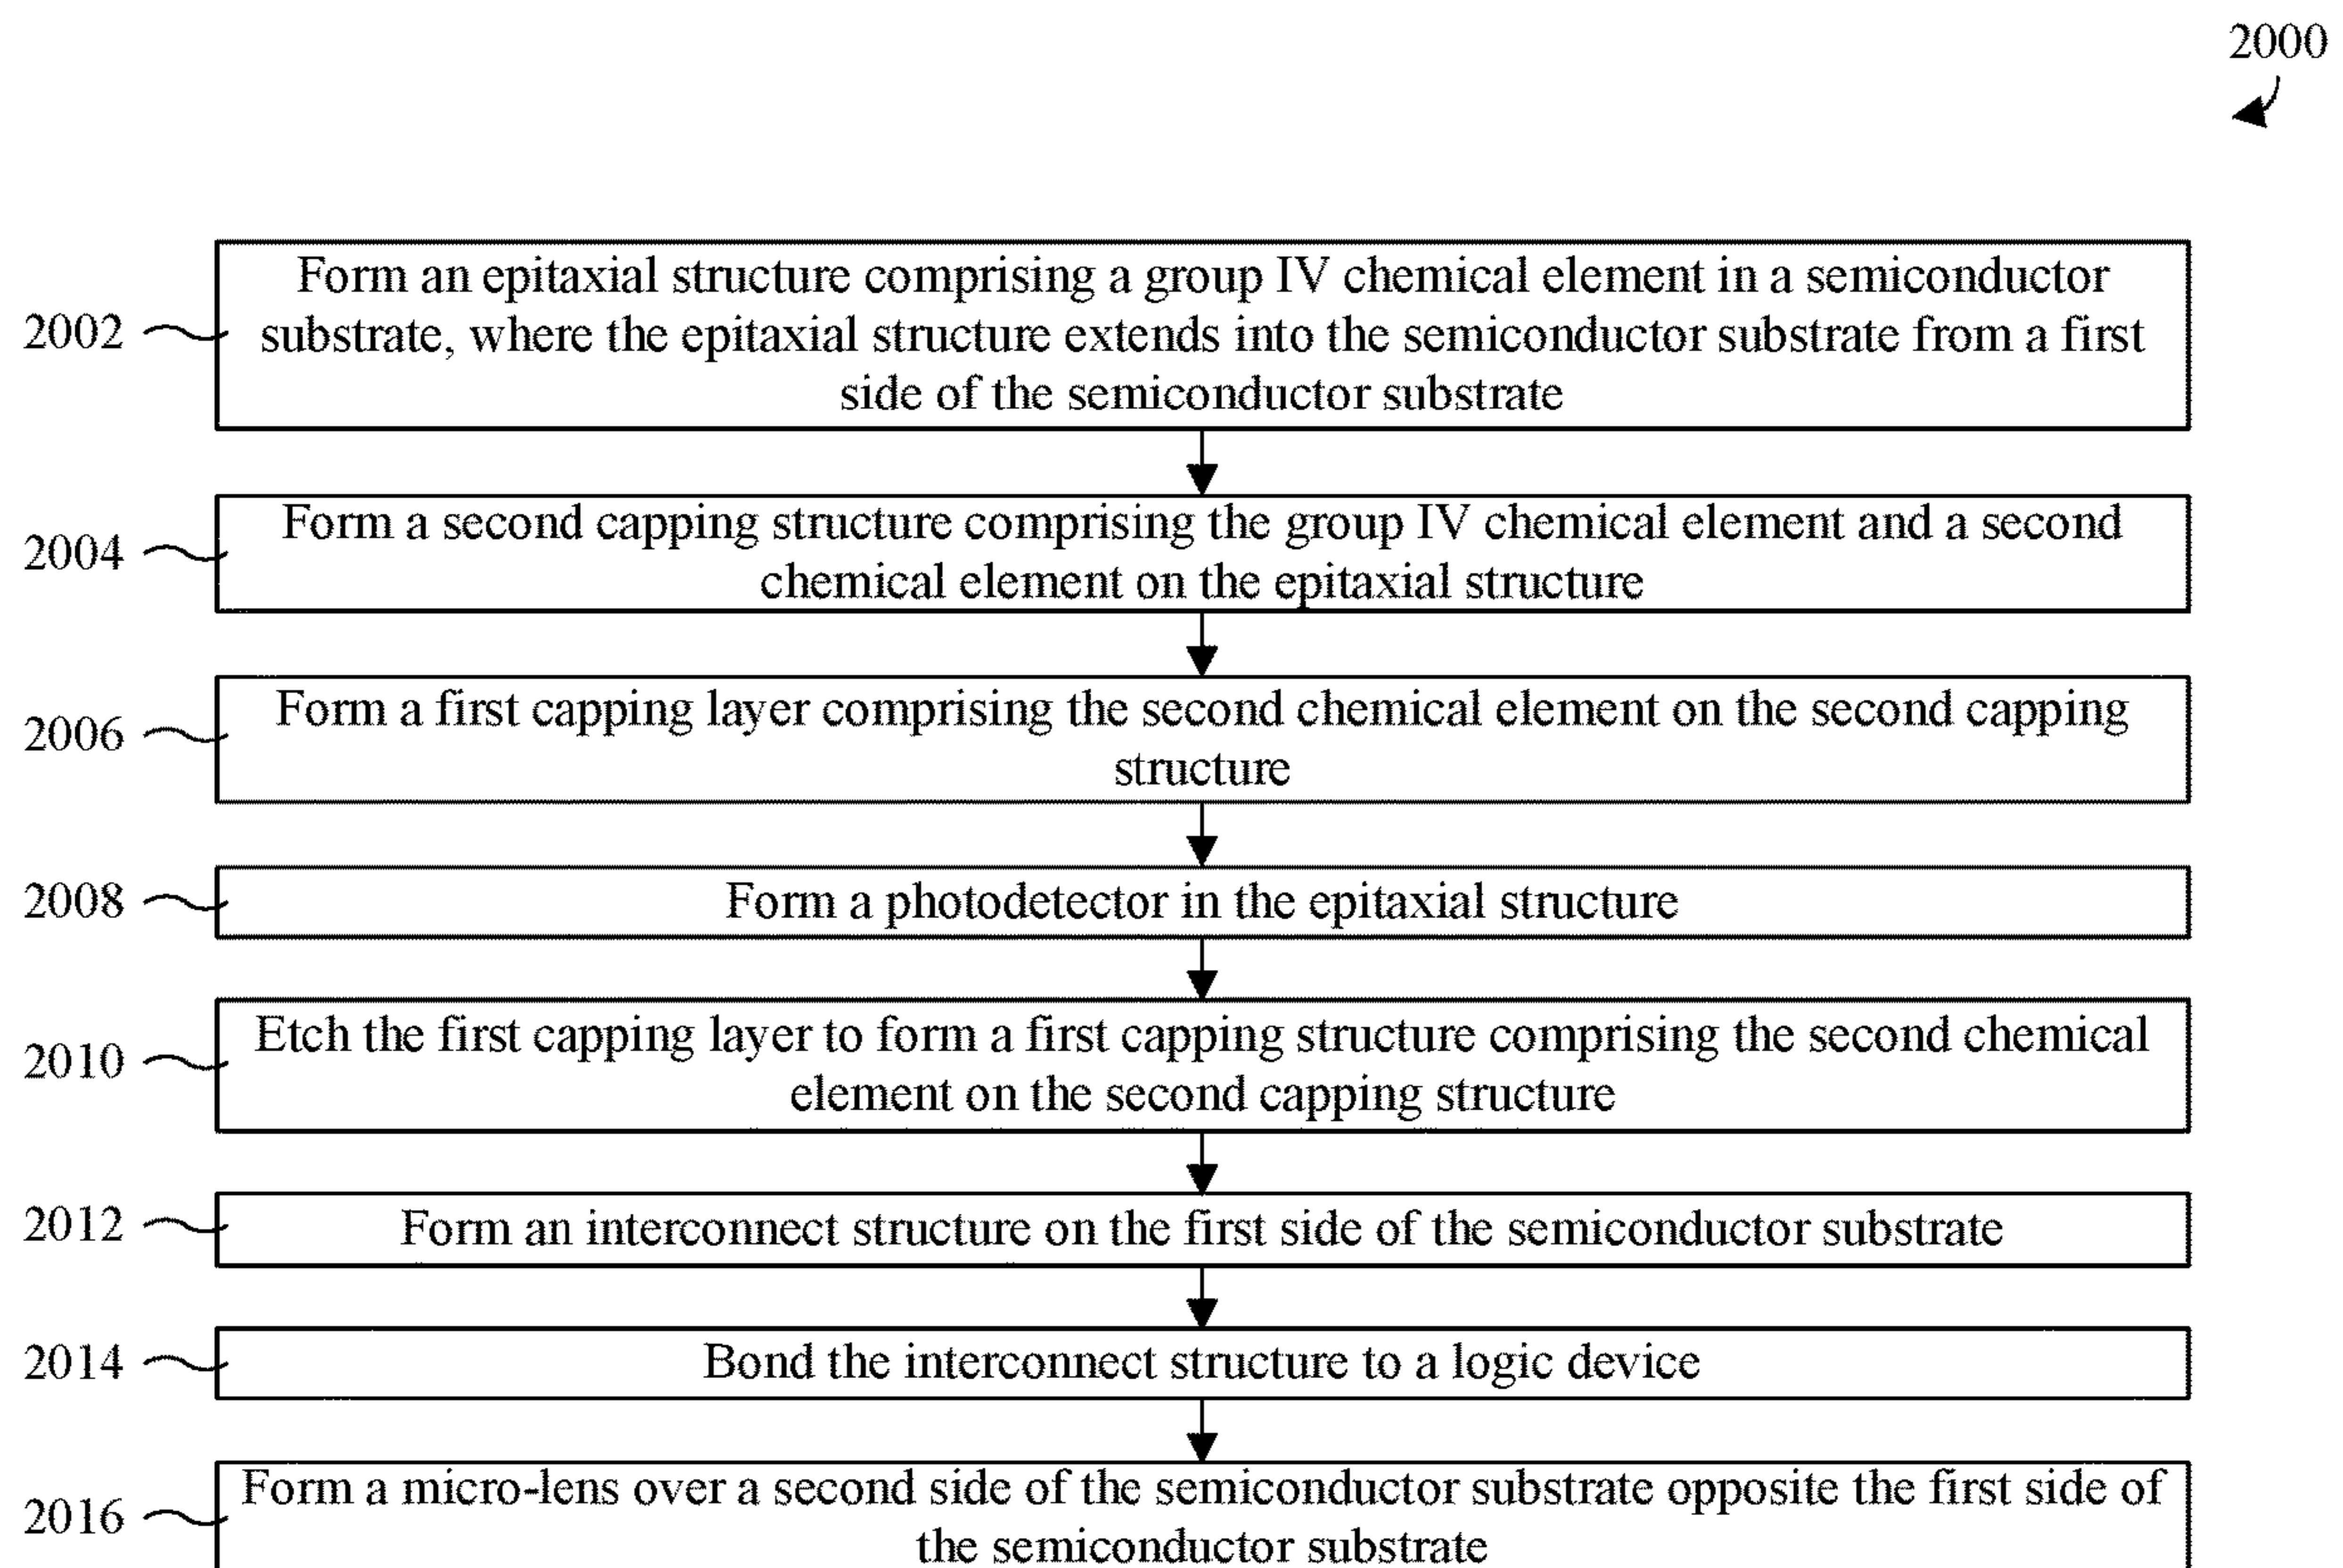 2000
2002
Form an epitaxial structure comprising a group IV chemical element in a semiconductor
substrate, where the epitaxial structure extends into the semiconductor substrate from a first
side of the semiconductor substrate
2004
Form a second capping structure comprising the group IV chemical element and a second
chemical element on the epitaxial structure
2006
Form a first capping layer comprising the second chemical element on the second capping
structure
2008
Form a photodetector in the epitaxial structure
2010
Etch the first capping layer to form a first capping structure comprising the second chemical
element on the second capping structure
2012
Form an interconnect structure on the first side of the semiconductor substrate
2014
Bond the interconnect structure to a logic device
2016
Form a micro-lens over a second side of the semiconductor substrate opposite the first side of
the semiconductor substrate